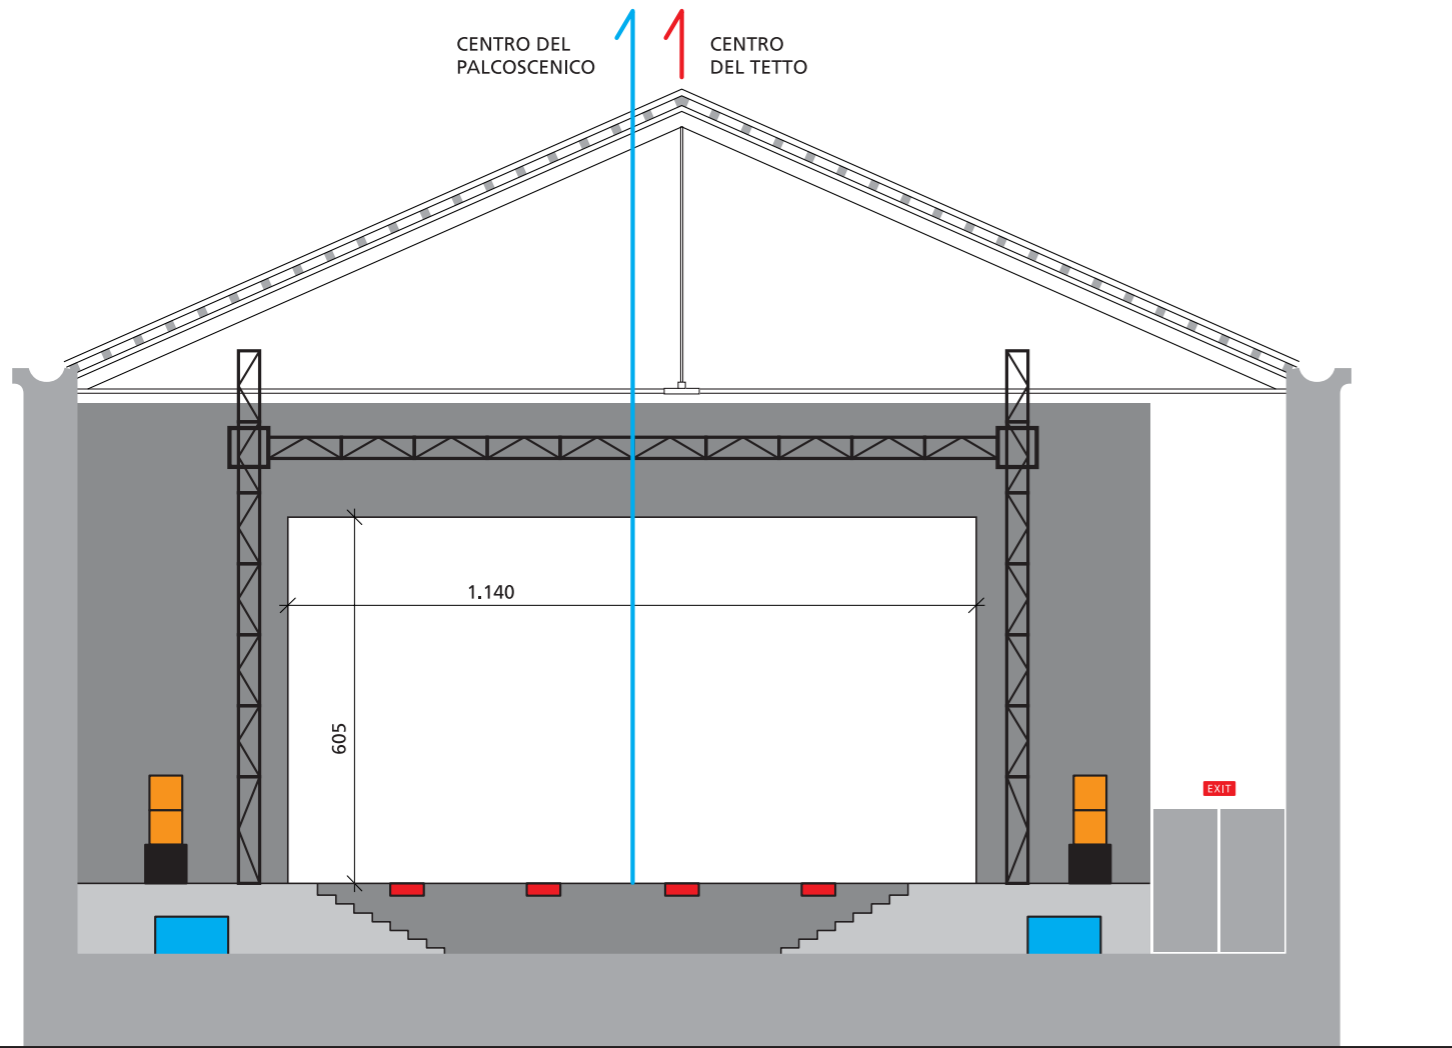 CENTRO DEL
PALCOSCENICO
CENTRO
DEL TETTO
1.140
605
EXIT